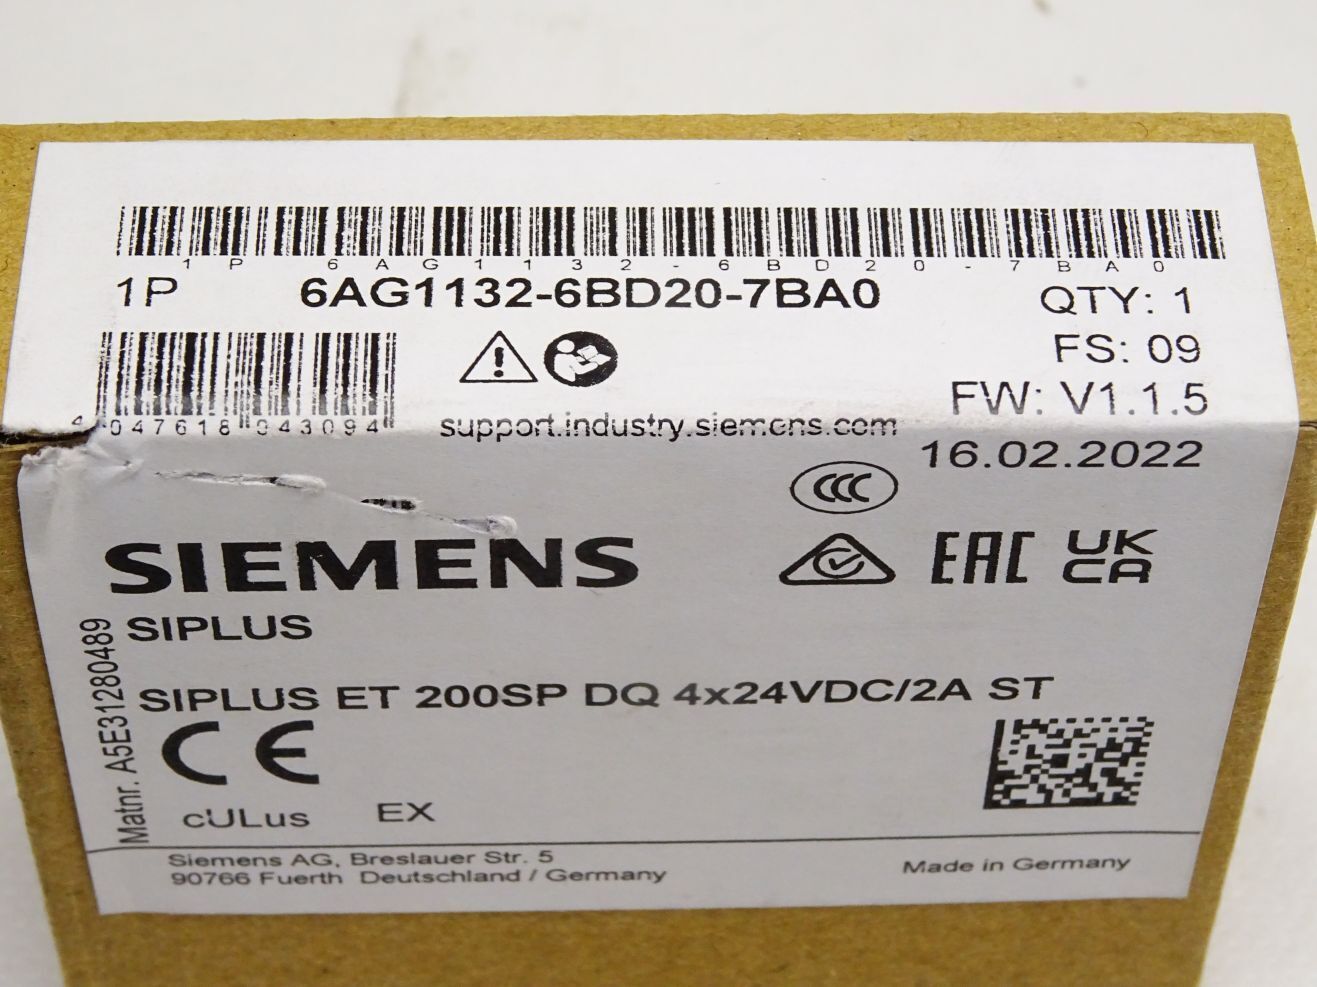 1P 6AG1132-6BD20-7BA0
1P 6AG1132-6BD20-7BA0 QTY: 1
FS: 09
FW: V1.1.5
4 047618 043094
support.industry.siemens.com
16.02.2022
CCC
EAC UK CA
SIEMENS
SIPLUS
SIPLUS ET 200SP DQ 4x24VDC/2A ST
Matnr. A5E31280489
CE
cULus EX
Siemens AG, Breslauer Str. 5
90766 Fuerth Deutschland / Germany
Made in Germany